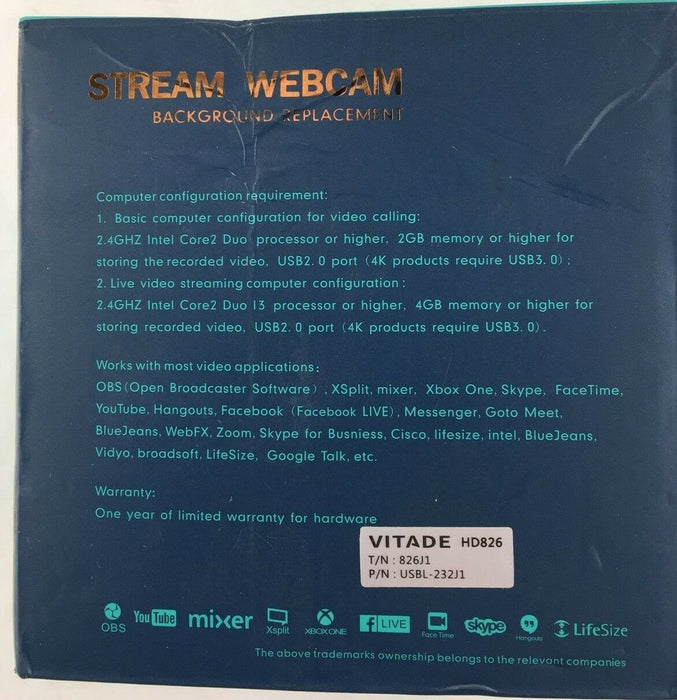 STREAM WEBCAM
BACKGROUND REPLACEMENT
Computer configuration requirement:
1. Basic computer configuration for video calling:
2.4GHZ Intel Core2 Duo processor or higher, 2GB memory or higher for
storing the recorded video, USB2.0 port (4K products require USB3.0);
2. Live video streaming computer configuration:
2.4GHZ Intel Core2 Duo I3 processor or higher, 4GB memory or higher for
storing recorded video, USB2.0 port (4K products require USB3.0).
Works with most video applications:
OBS(Open Broadcaster Software), XSplit, mixer, Xbox One, Skype, FaceTime,
YouTube, Hangouts, Facebook (Facebook LIVE), Messenger, Goto Meet,
BlueJeans, WebFX, Zoom, Skype for Busniess, Cisco, lifesize, intel, BlueJeans,
Vidyo, broadsoft, LifeSize, Google Talk, etc.
Warranty:
One year of limited warranty for hardware
VITADE HD826
T/N : 826J1
P/N : USBL-232J1
OBS YouTube mixer Xsplit XBOXONE f LIVE FaceTime skype Hangouts LifeSize
The above trademarks ownership belongs to the relevant companies